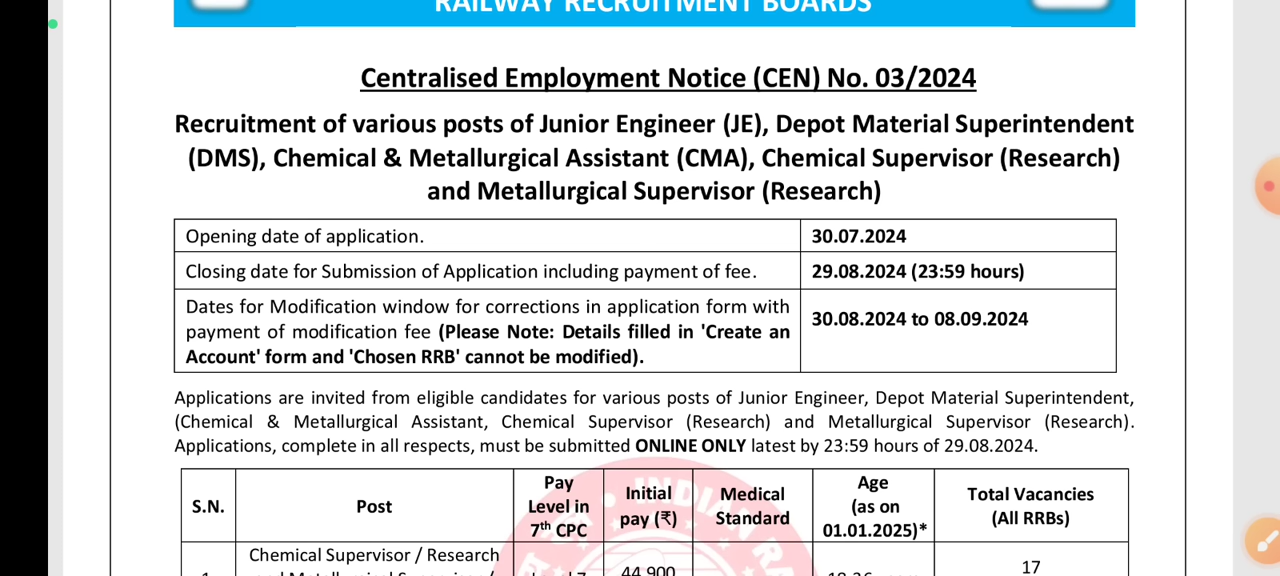 RAILWAY RECRUITMENT BOARDS
Centralised Employment Notice (CEN) No. 03/2024
Recruitment of various posts of Junior Engineer (JE), Depot Material Superintendent
(DMS), Chemical & Metallurgical Assistant (CMA), Chemical Supervisor (Research)
and Metallurgical Supervisor (Research)
Opening date of application. 30.07.2024
Closing date for Submission of Application including payment of fee. 29.08.2024 (23:59 hours)
Dates for Modification window for corrections in application form with
payment of modification fee (Please Note: Details filled in 'Create an
Account' form and 'Chosen RRB' cannot be modified).
30.08.2024 to 08.09.2024
Applications are invited from eligible candidates for various posts of Junior Engineer, Depot Material Superintendent,
(Chemical & Metallurgical Assistant, Chemical Supervisor (Research) and Metallurgical Supervisor (Research).
Applications, complete in all respects, must be submitted ONLINE ONLY latest by 23:59 hours of 29.08.2024.
S.N.
Post
Pay
Level in
7th CPC
Initial
pay (₹)
Medical
Standard
Age
(as on
01.01.2025)*
Total Vacancies
(All RRBs)
Chemical Supervisor / Research
44,900
17
INDIAN